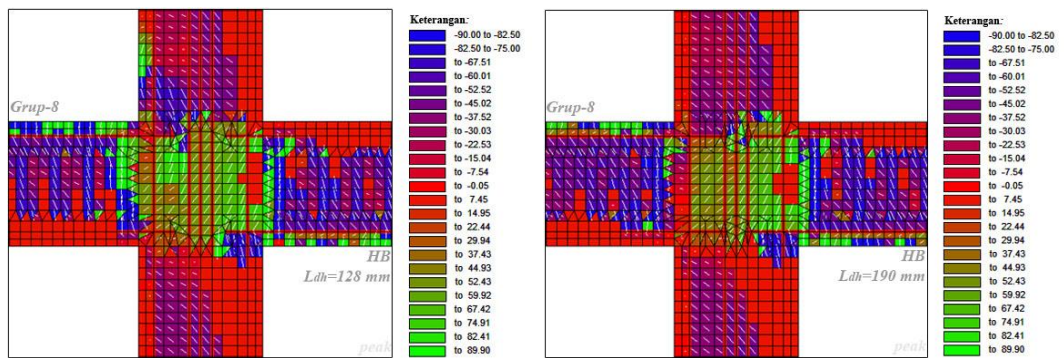 Keterangan:
-90.00 to -82.50
-82.50 to -75.00
to -67.51
to -60.01
to -52.52
to -45.02
to -37.52
to -30.03
to -22.53
to -15.04
to -7.54
to -0.05
to 7.45
to 14.95
to 22.44
to 29.94
to 37.43
to 44.93
to 52.43
to 59.92
to 67.42
to 74.91
to 82.41
to 89.90
Grup-8
HB
Ldh=128 mm
peak
Keterangan:
-90.00 to -82.50
-82.50 to -75.00
to -67.51
to -60.01
to -52.52
to -45.02
to -37.52
to -30.03
to -22.53
to -15.04
to -7.54
to -0.05
to 7.45
to 14.95
to 22.44
to 29.94
to 37.43
to 44.93
to 52.43
to 59.92
to 67.42
to 74.91
to 82.41
to 89.90
Grup-8
HB
Ldh=190 mm
peak